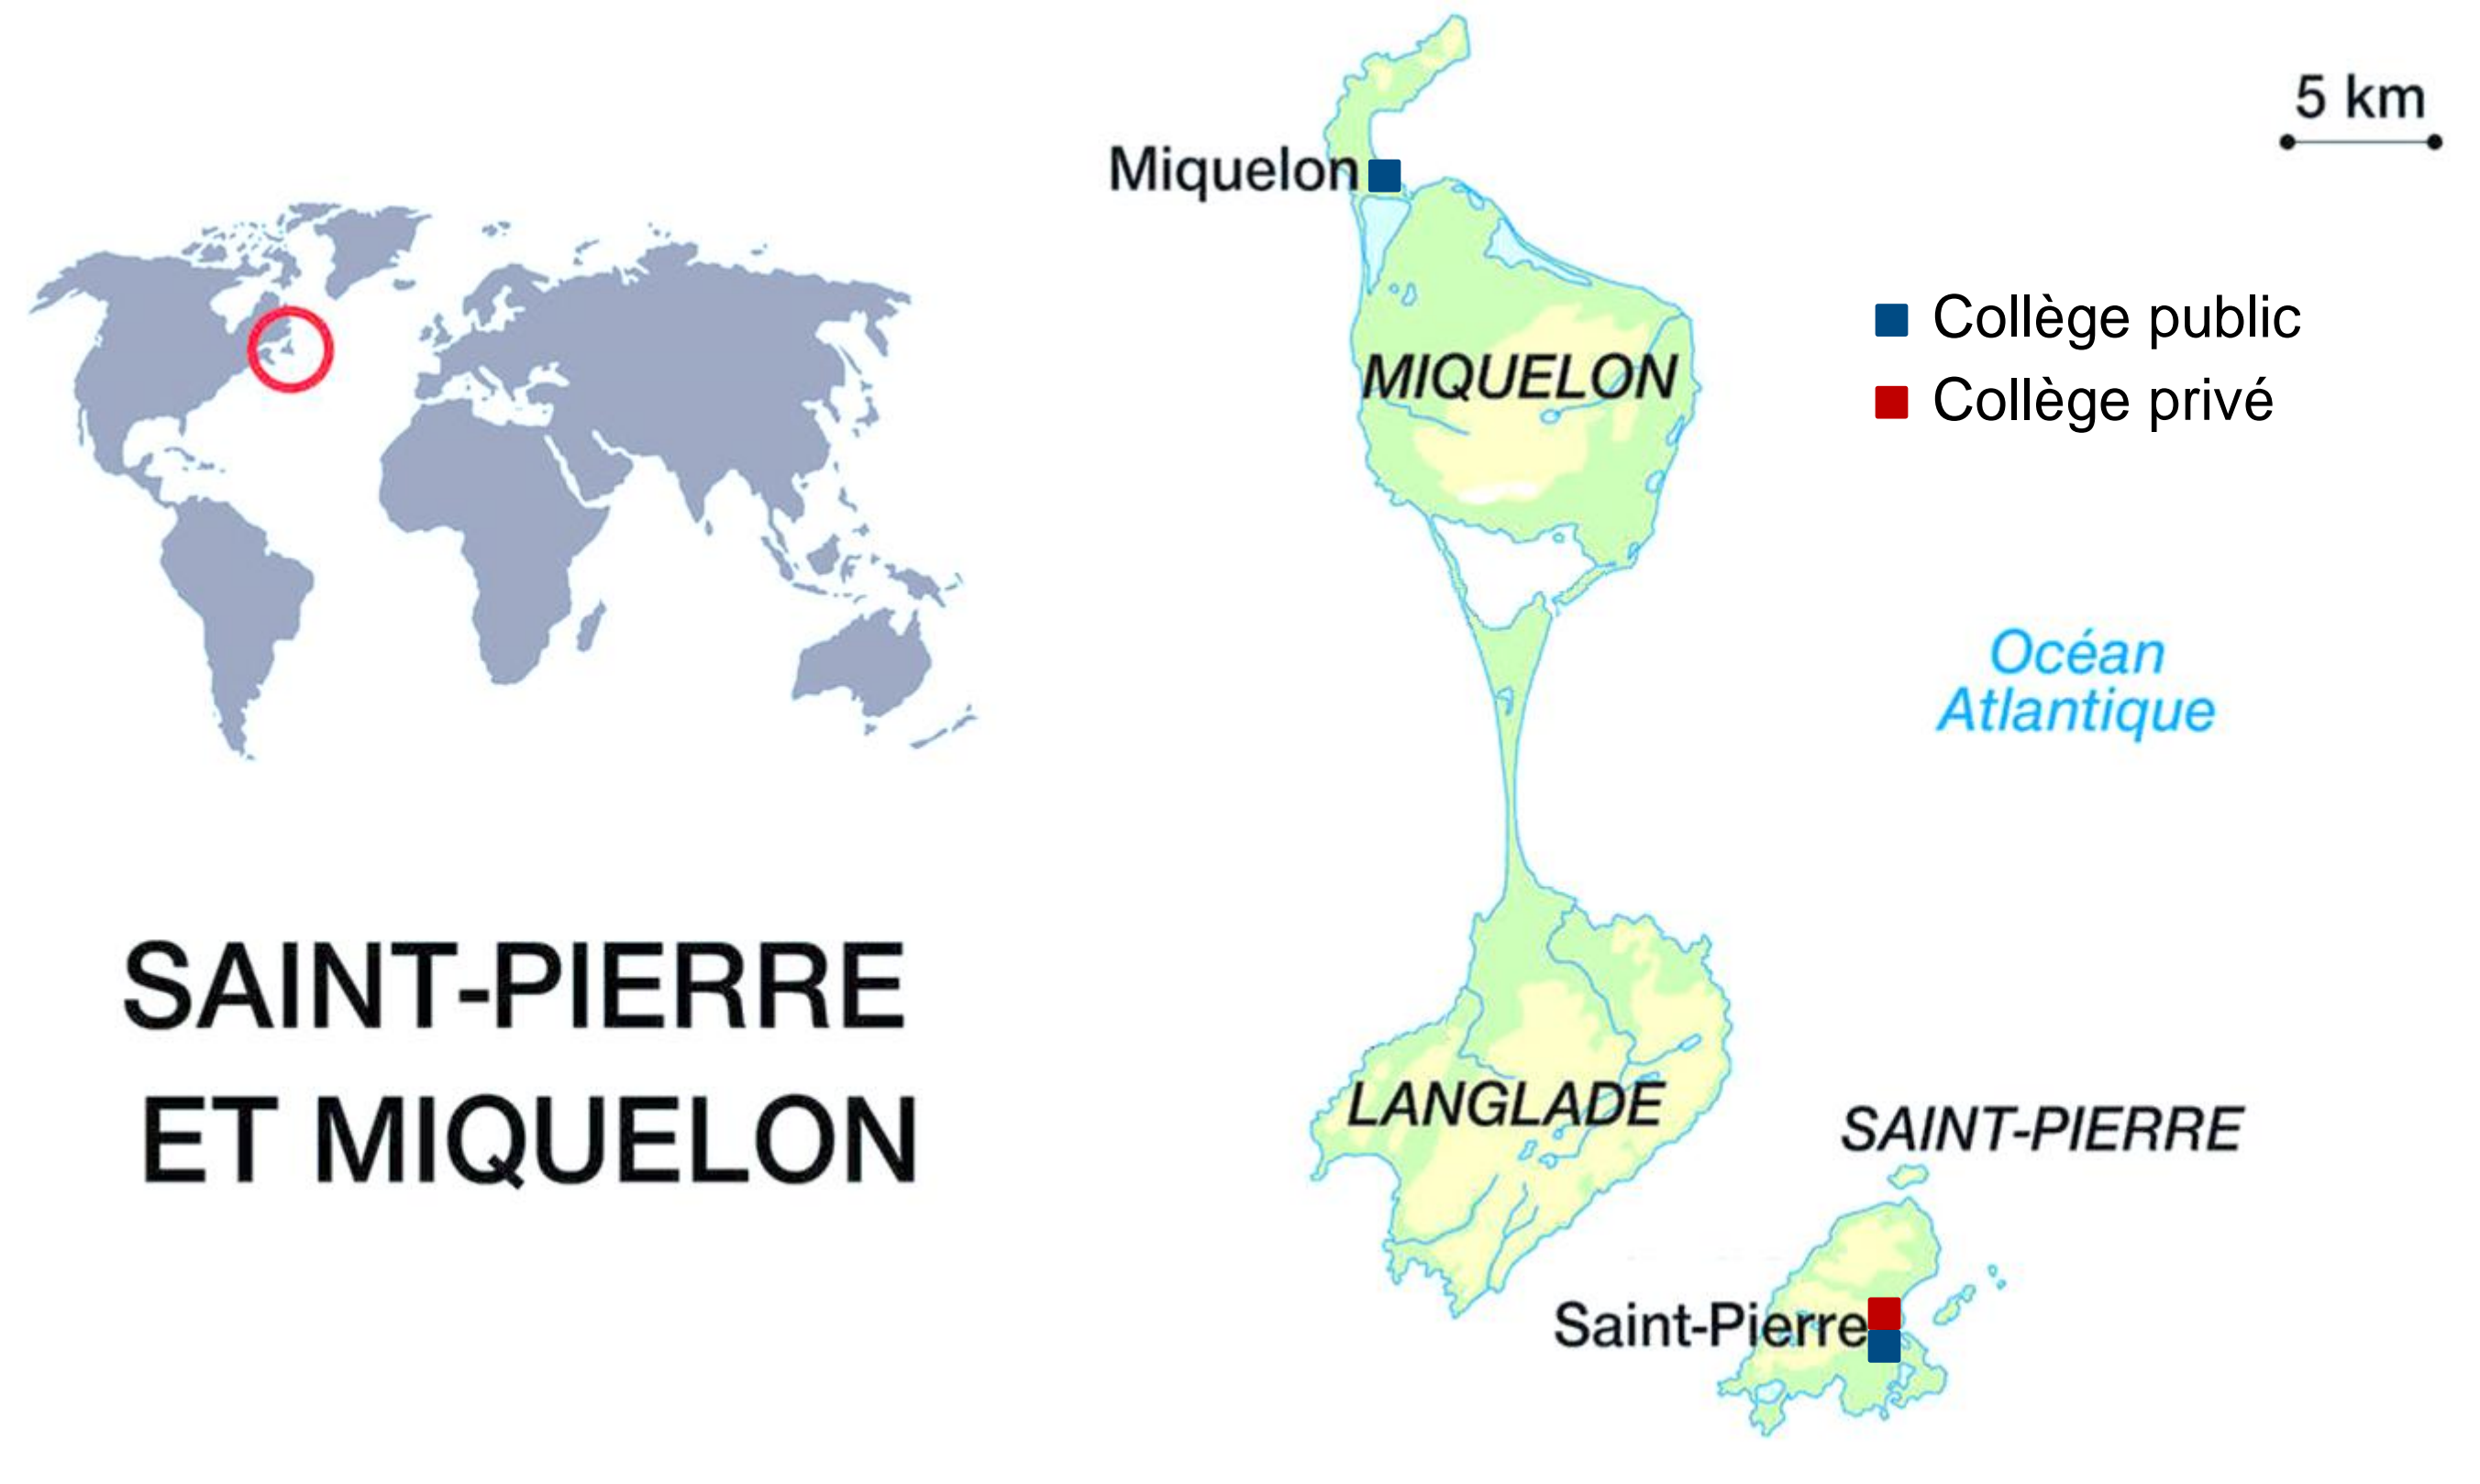 SAINT-PIERRE
ET MIQUELON
Miquelon
5 km
Collège public
Collège privé
MIQUELON
Océan
Atlantique
LANGLADE
SAINT-PIERRE
Saint-Pierre